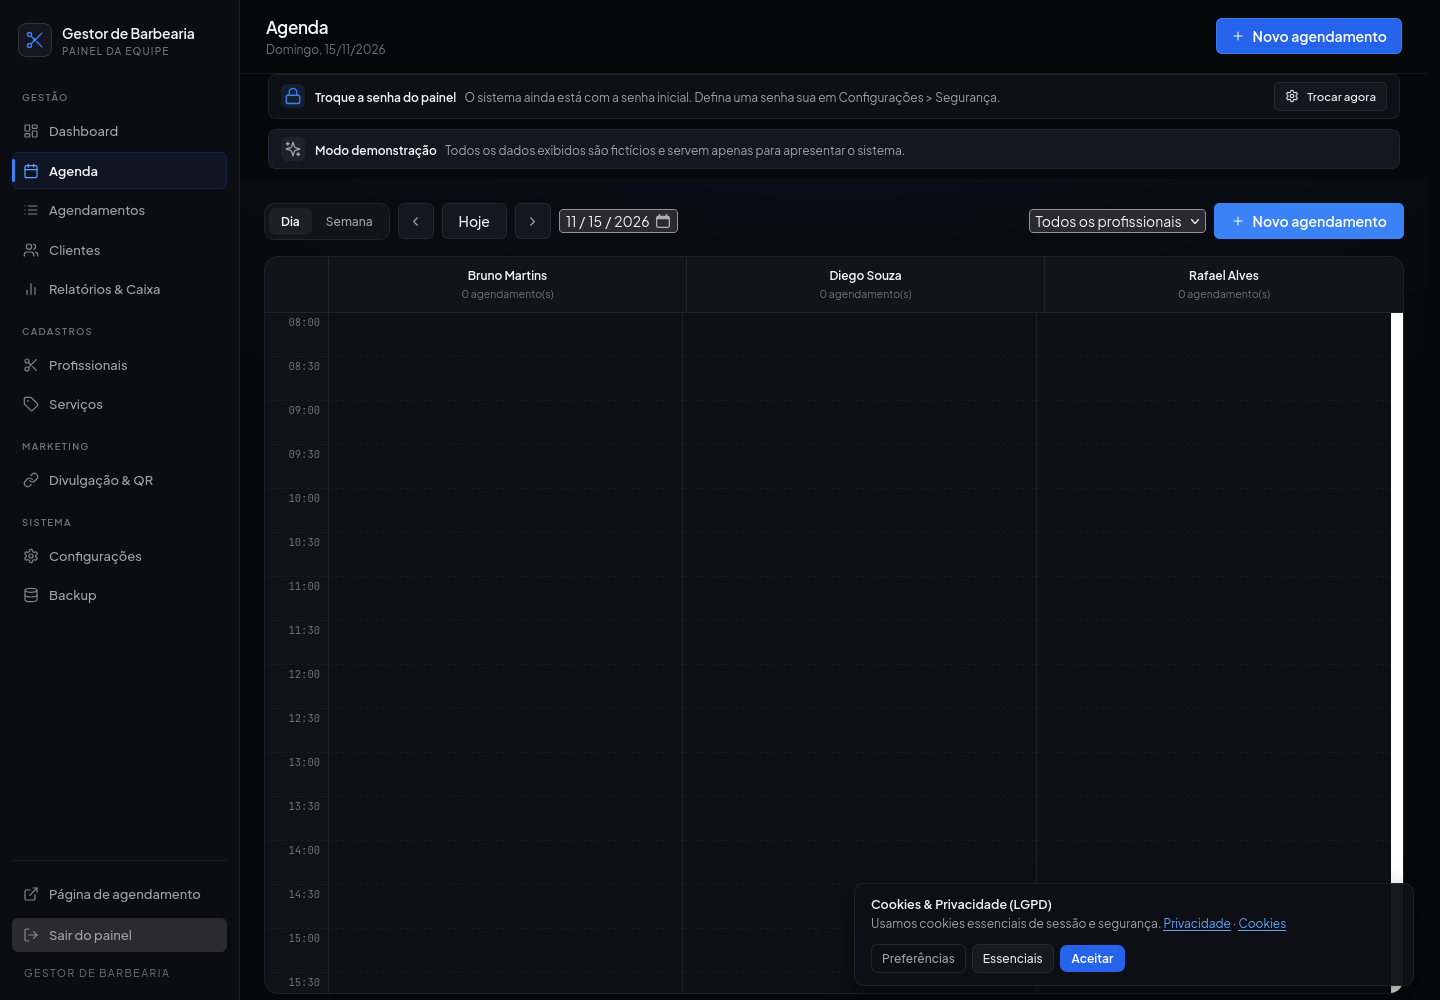 Gestor de Barbearia
PAINEL DA EQUIPE
GESTÃO
Dashboard
Agenda
Agendamentos
Clientes
Relatórios & Caixa
CADASTROS
Profissionais
Serviços
MARKETING
Divulgação & QR
SISTEMA
Configurações
Backup
Página de agendamento
Sair do painel
GESTOR DE BARBEARIA
Agenda
Domingo, 15/11/2026
Novo agendamento
Troque a senha do painel O sistema ainda está com a senha inicial. Defina uma senha sua em Configurações > Segurança.
Trocar agora
Modo demonstração Todos os dados exibidos são fictícios e servem apenas para apresentar o sistema.
Dia Semana Hoje 11 / 15 / 2026 Todos os profissionais Novo agendamento
Bruno Martins Diego Souza Rafael Alves
0 agendamento(s) 0 agendamento(s) 0 agendamento(s)
08:00
08:30
09:00
09:30
10:00
10:30
11:00
11:30
12:00
12:30
13:00
13:30
14:00
14:30
15:00
15:30
Cookies & Privacidade (LGPD)
Usamos cookies essenciais de sessão e segurança. Privacidade · Cookies
Preferências Essenciais Aceitar